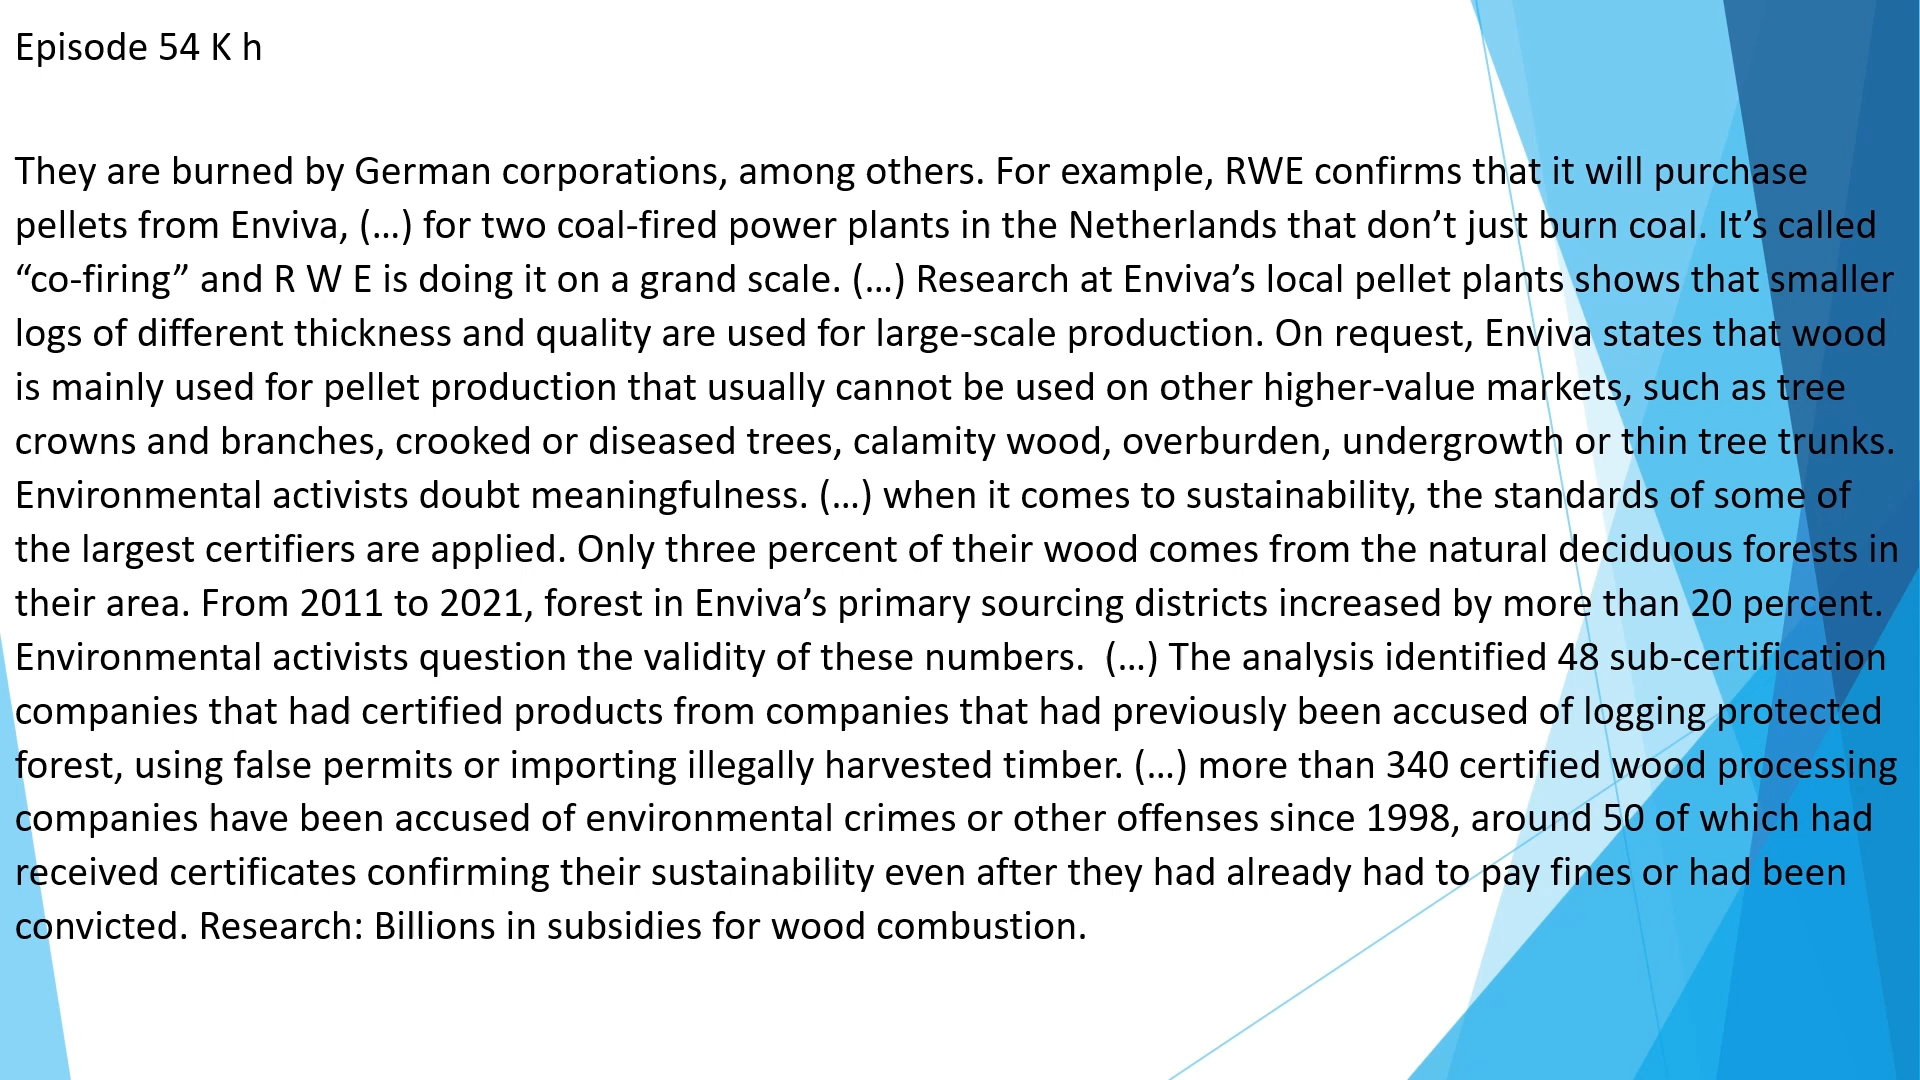 Episode 54 K h
They are burned by German corporations, among others. For example, RWE confirms that it will purchase
pellets from Enviva, (…) for two coal-fired power plants in the Netherlands that don’t just burn coal. It’s called
“co-firing” and R W E is doing it on a grand scale. (…) Research at Enviva’s local pellet plants shows that smaller
logs of different thickness and quality are used for large-scale production. On request, Enviva states that wood
is mainly used for pellet production that usually cannot be used on other higher-value markets, such as tree
crowns and branches, crooked or diseased trees, calamity wood, overburden, undergrowth or thin tree trunks.
Environmental activists doubt meaningfulness. (…) when it comes to sustainability, the standards of some of
the largest certifiers are applied. Only three percent of their wood comes from the natural deciduous forests in
their area. From 2011 to 2021, forest in Enviva’s primary sourcing districts increased by more than 20 percent.
Environmental activists question the validity of these numbers.  (…) The analysis identified 48 sub-certification
companies that had certified products from companies that had previously been accused of logging protected
forest, using false permits or importing illegally harvested timber. (…) more than 340 certified wood processing
companies have been accused of environmental crimes or other offenses since 1998, around 50 of which had
received certificates confirming their sustainability even after they had already had to pay fines or had been
convicted. Research: Billions in subsidies for wood combustion.